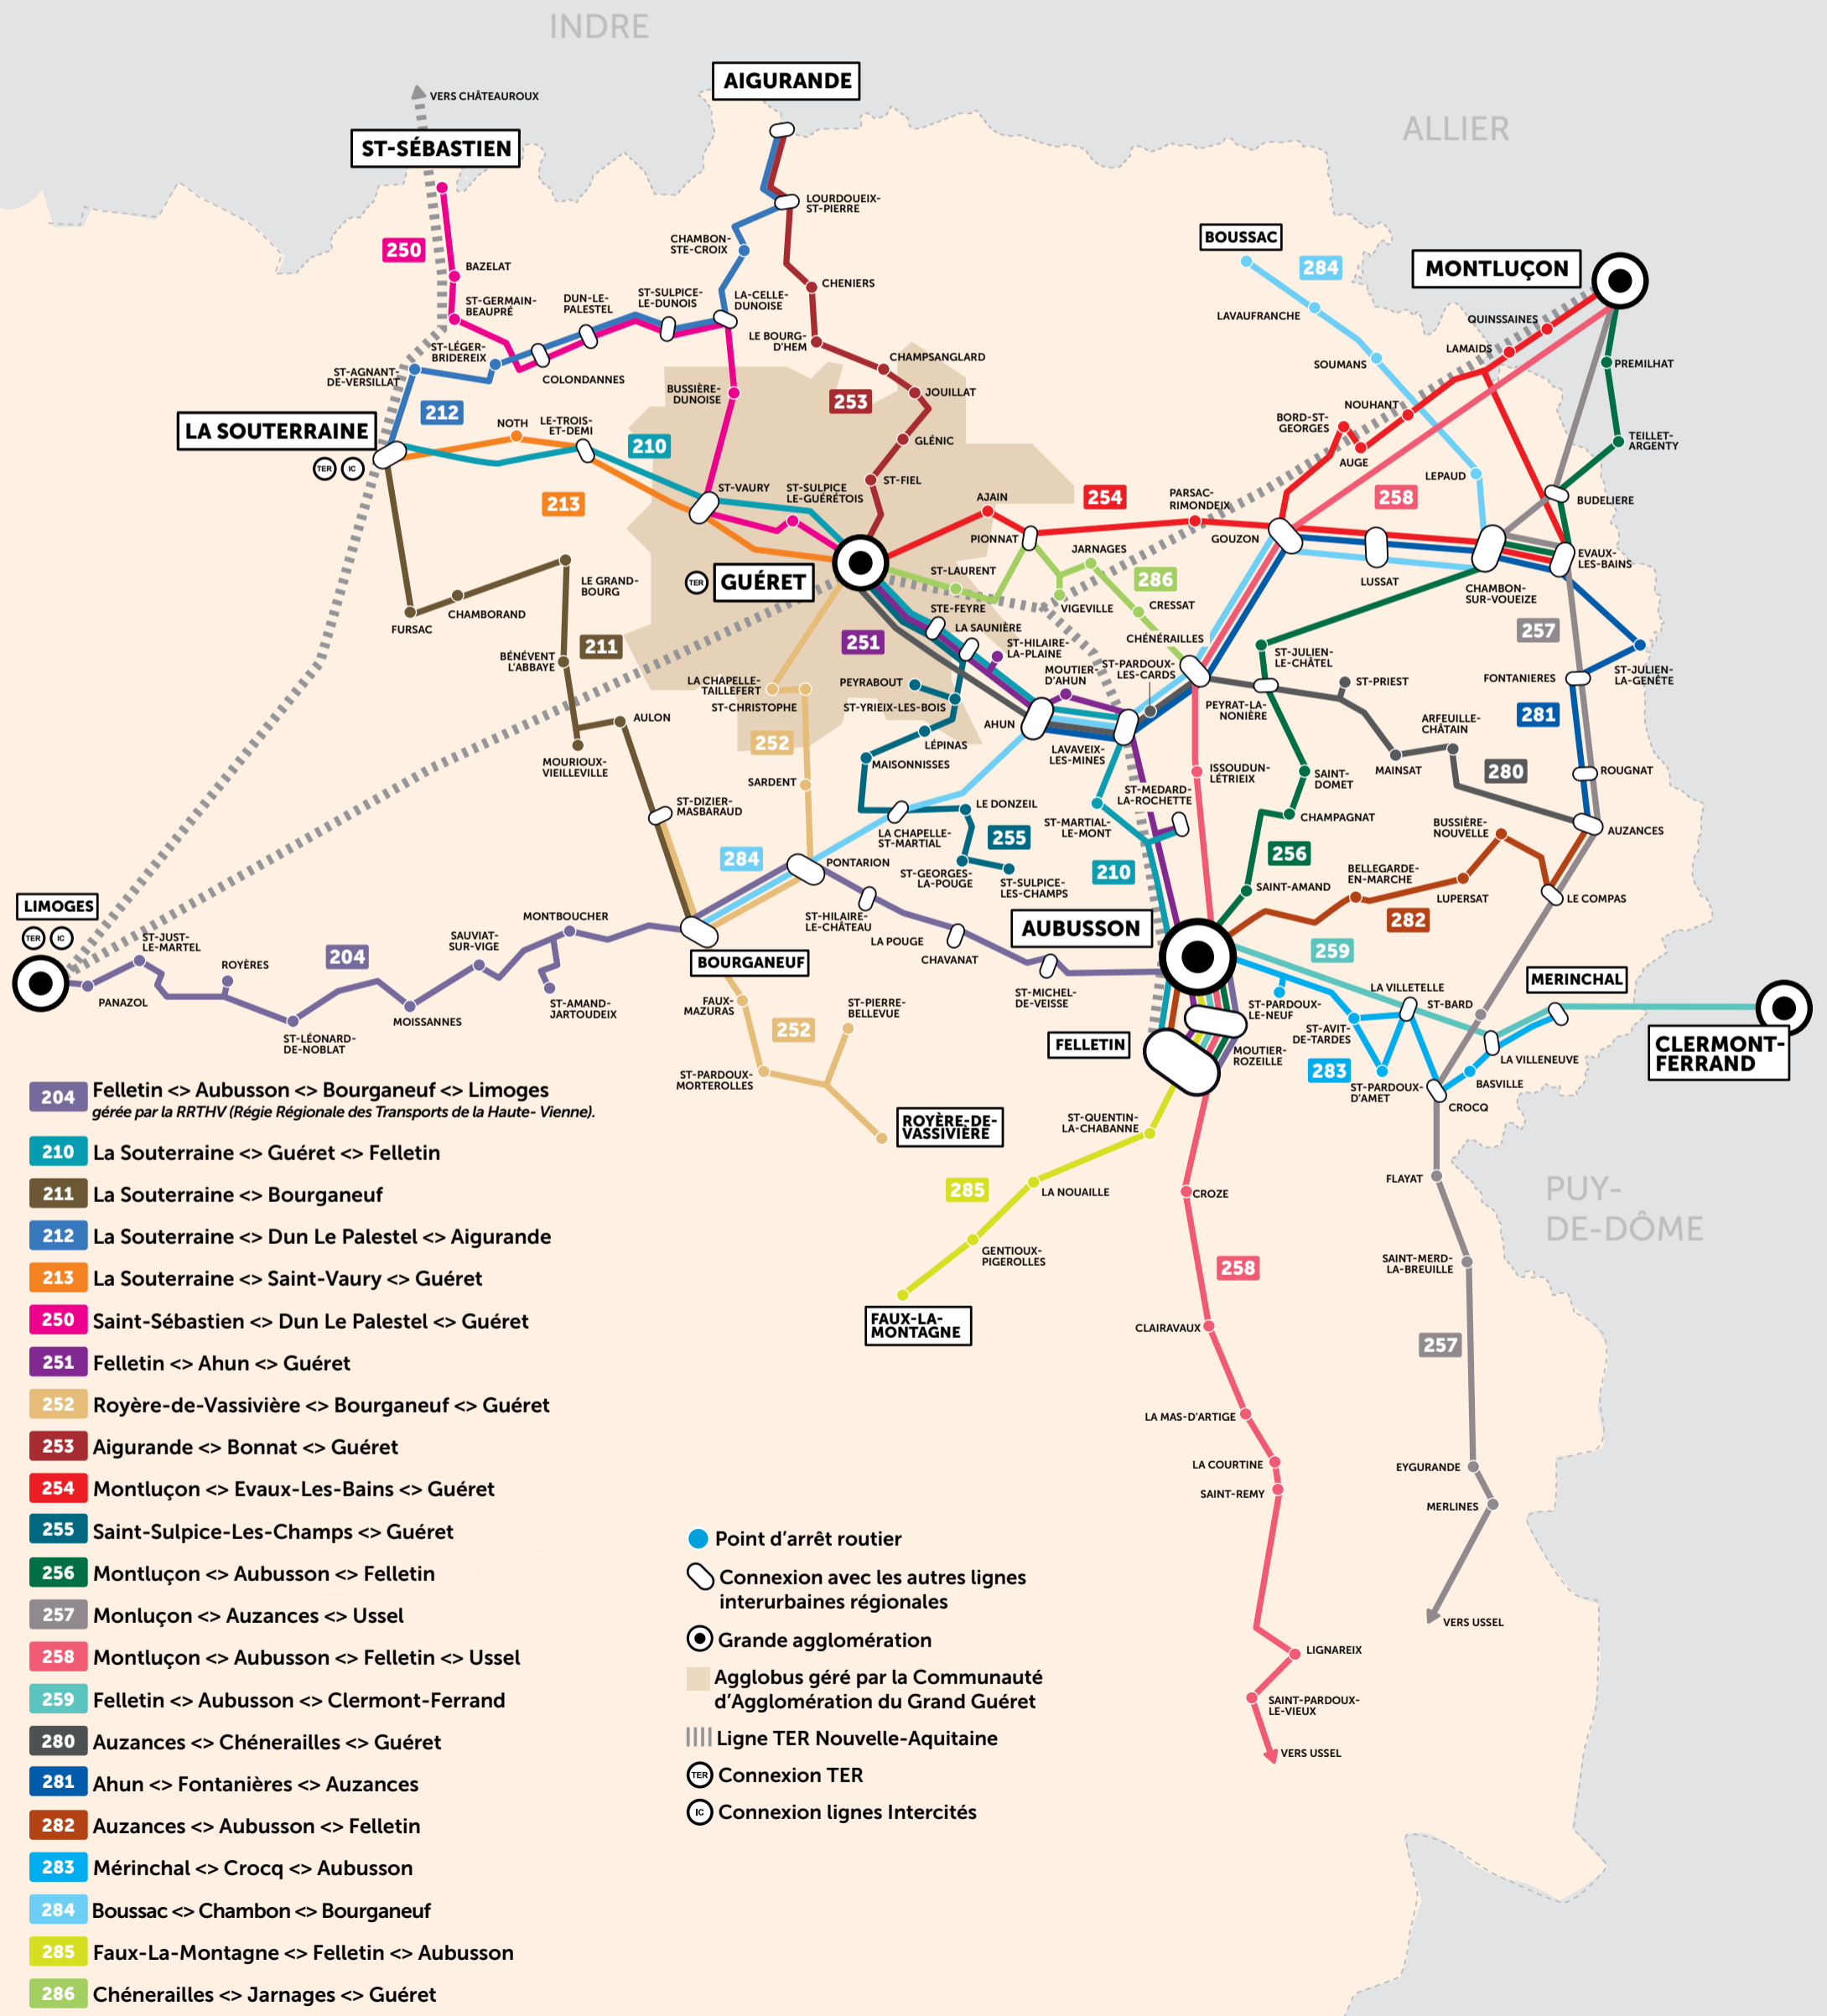 INDRE
ALLIER
PUY-
DE-DÔME
VERS CHÂTEAUROUX
AIGURANDE
ST-SÉBASTIEN
250
BAZELAT
ST-GERMAIN-
BEAUPRÉ
DUN-LE-
PALESTEL
ST-SULPICE-
LE-DUNOIS
LA-CELLE-
DUNOISE
CHAMBON-
STE-CROIX
LOURDOUEIX-
ST-PIERRE
CHENIERS
LE BOURG-
D'HEM
CHAMPSANGLARD
JOUILLAT
253
GLÉNIC
ST-FIEL
ST-LÉGER-
BRIDEREIX
ST-AGNANT-
DE-VERSILLAT
COLONDANNES
BUSSIÈRE-
DUNOISE
212
LA SOUTERRAINE
TER
IC
NOTH
LE-TROIS-
ET-DEMI
210
213
ST-VAURY
ST-SULPICE
LE-GUÉRÉTOIS
TER
GUÉRET
BOUSSAC
284
LAVAUFRANCHE
SOUMANS
LEPAUD
MONTLUÇON
QUINSSAINES
LAMAIDS
NOUHANT
BORD-ST-
GEORGES
AUGE
PREMILHAT
TEILLET-
ARGENTY
BUDELIERE
258
254
AJAIN
PIONNAT
PARSAC-
RIMONDEIX
GOUZON
LUSSAT
CHAMBON-
SUR-VOUEIZE
EVAUX-
LES-BAINS
JARNAGES
286
ST-LAURENT
VIGEVILLE
CRESSAT
CHÉNÉRAILLES
STE-FEYRE
LA SAUNIÈRE
ST-HILAIRE-
LA-PLAINE
251
MOUTIER-
D'AHUN
ST-PARDOUX-
LES-CARDS
PEYRABOUT
ST-YRIEIX-LES-BOIS
AHUN
LAVAVEIX-
LES-MINES
LÉPINAS
MAISONNISSES
257
ST-JULIEN-
LE-CHÂTEL
ST-PRIEST
PEYRAT-LA-
NONIÈRE
FONTANIERES
ST-JULIEN-
LA-GENÊTE
281
ARFEUILLE-
CHÂTAIN
MAINSAT
280
ROUGNAT
AUZANCES
FURSAC
CHAMBORAND
LE GRAND-
BOURG
211
BÉNÉVENT
L'ABBAYE
AULON
MOURIOUX-
VIEILLEVILLE
ST-DIZIER-
MASBARAUD
LA CHAPELLE-
TAILLEFERT
ST-CHRISTOPHE
252
SARDENT
284
PONTARION
LA CHAPELLE-
ST-MARTIAL
LE DONZEIL
255
ST-GEORGES-
LA-POUGE
ST-SULPICE-
LES-CHAMPS
ISSOUDUN-
LÉTRIEIX
ST-MEDARD-
LA-ROCHETTE
ST-MARTIAL-
LE-MONT
210
SAINT-
DOMET
CHAMPAGNAT
256
SAINT-AMAND
BUSSIÈRE-
NOUVELLE
BELLEGARDE-
EN-MARCHE
LUPERSAT
LE COMPAS
282
LIMOGES
TER
IC
ST-JUST-
LE-MARTEL
PANAZOL
ROYÈRES
ST-LÉONARD-
DE-NOBLAT
204
MOISSANNES
SAUVIAT-
SUR-VIGE
MONTBOUCHER
ST-AMAND-
JARTOUDEIX
BOURGANEUF
ST-HILAIRE-
LE-CHÂTEAU
LA POUGE
CHAVANAT
ST-MICHEL-
DE-VEISSE
AUBUSSON
259
FELLETIN
MOUTIER-
ROZEILLE
ST-PARDOUX-
LE-NEUF
LA VILLETELLE
ST-AVIT-
DE-TARDES
283
ST-PARDOUX-
D'AMET
ST-BARD
MERINCHAL
LA VILLENEUVE
BASVILLE
CROCQ
CLERMONT-
FERRAND
FAUX-
MAZURAS
252
ST-PIERRE-
BELLEVUE
ST-PARDOUX-
MORTEROLLES
ROYÈRE-DE-
VASSIVIÈRE
ST-QUENTIN-
LA-CHABANNE
285
LA NOUAILLE
GENTIOUX-
PIGEROLLES
FAUX-LA-
MONTAGNE
CROZE
258
CLAIRAVAUX
LA MAS-D'ARTIGE
LA COURTINE
SAINT-REMY
LIGNAREIX
SAINT-PARDOUX-
LE-VIEUX
VERS USSEL
FLAYAT
SAINT-MERD-
LA-BREUILLE
257
EYGURANDE
MERLINES
VERS USSEL
204 Felletin <> Aubusson <> Bourganeuf <> Limoges
gérée par la RRTHV (Régie Régionale des Transports de la Haute- Vienne).
210 La Souterraine <> Guéret <> Felletin
211 La Souterraine <> Bourganeuf
212 La Souterraine <> Dun Le Palestel <> Aigurande
213 La Souterraine <> Saint-Vaury <> Guéret
250 Saint-Sébastien <> Dun Le Palestel <> Guéret
251 Felletin <> Ahun <> Guéret
252 Royère-de-Vassivière <> Bourganeuf <> Guéret
253 Aigurande <> Bonnat <> Guéret
254 Montluçon <> Evaux-Les-Bains <> Guéret
255 Saint-Sulpice-Les-Champs <> Guéret
256 Montluçon <> Aubusson <> Felletin
257 Monluçon <> Auzances <> Ussel
258 Montluçon <> Aubusson <> Felletin <> Ussel
259 Felletin <> Aubusson <> Clermont-Ferrand
280 Auzances <> Chénerailles <> Guéret
281 Ahun <> Fontanières <> Auzances
282 Auzances <> Aubusson <> Felletin
283 Mérinchal <> Crocq <> Aubusson
284 Boussac <> Chambon <> Bourganeuf
285 Faux-La-Montagne <> Felletin <> Aubusson
286 Chénerailles <> Jarnages <> Guéret
Point d'arrêt routier
Connexion avec les autres lignes
interurbaines régionales
Grande agglomération
Agglobus géré par la Communauté
d'Agglomération du Grand Guéret
Ligne TER Nouvelle-Aquitaine
TER Connexion TER
IC Connexion lignes Intercités